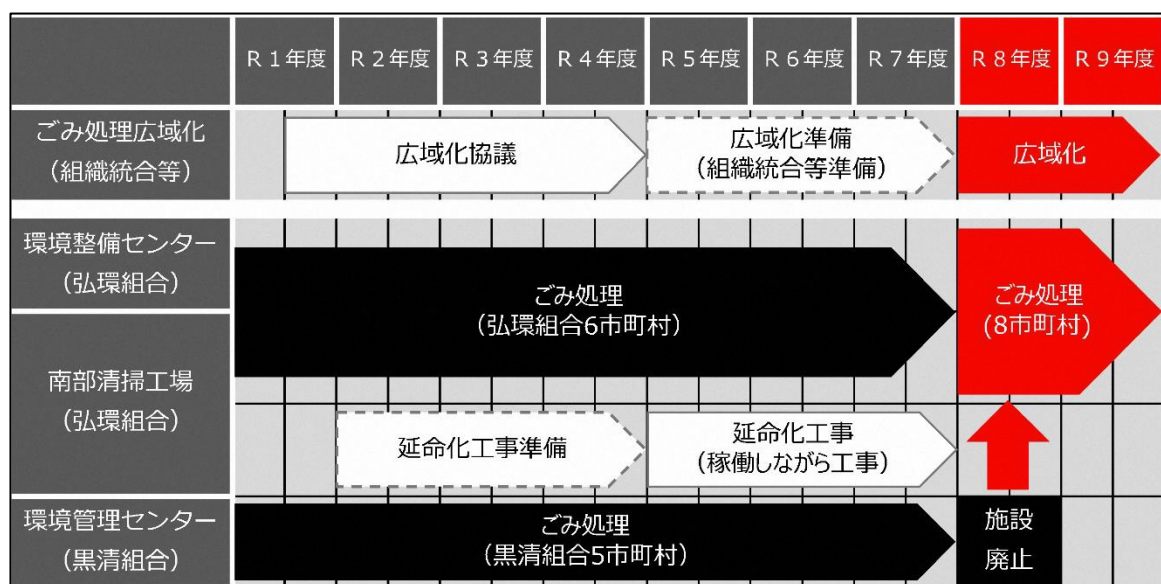 R1年度 R2年度 R3年度 R4年度 R5年度 R6年度 R7年度 R8年度 R9年度
ごみ処理広域化
(組織統合等)
広域化協議
広域化準備
(組織統合等準備)
広域化
環境整備センター
(弘環組合)
ごみ処理
(弘環組合6市町村)
ごみ処理
(8市町村)
南部清掃工場
(弘環組合)
延命化工事準備
延命化工事
(稼働しながら工事)
環境管理センター
(黒清組合)
ごみ処理
(黒清組合5市町村)
施設
廃止